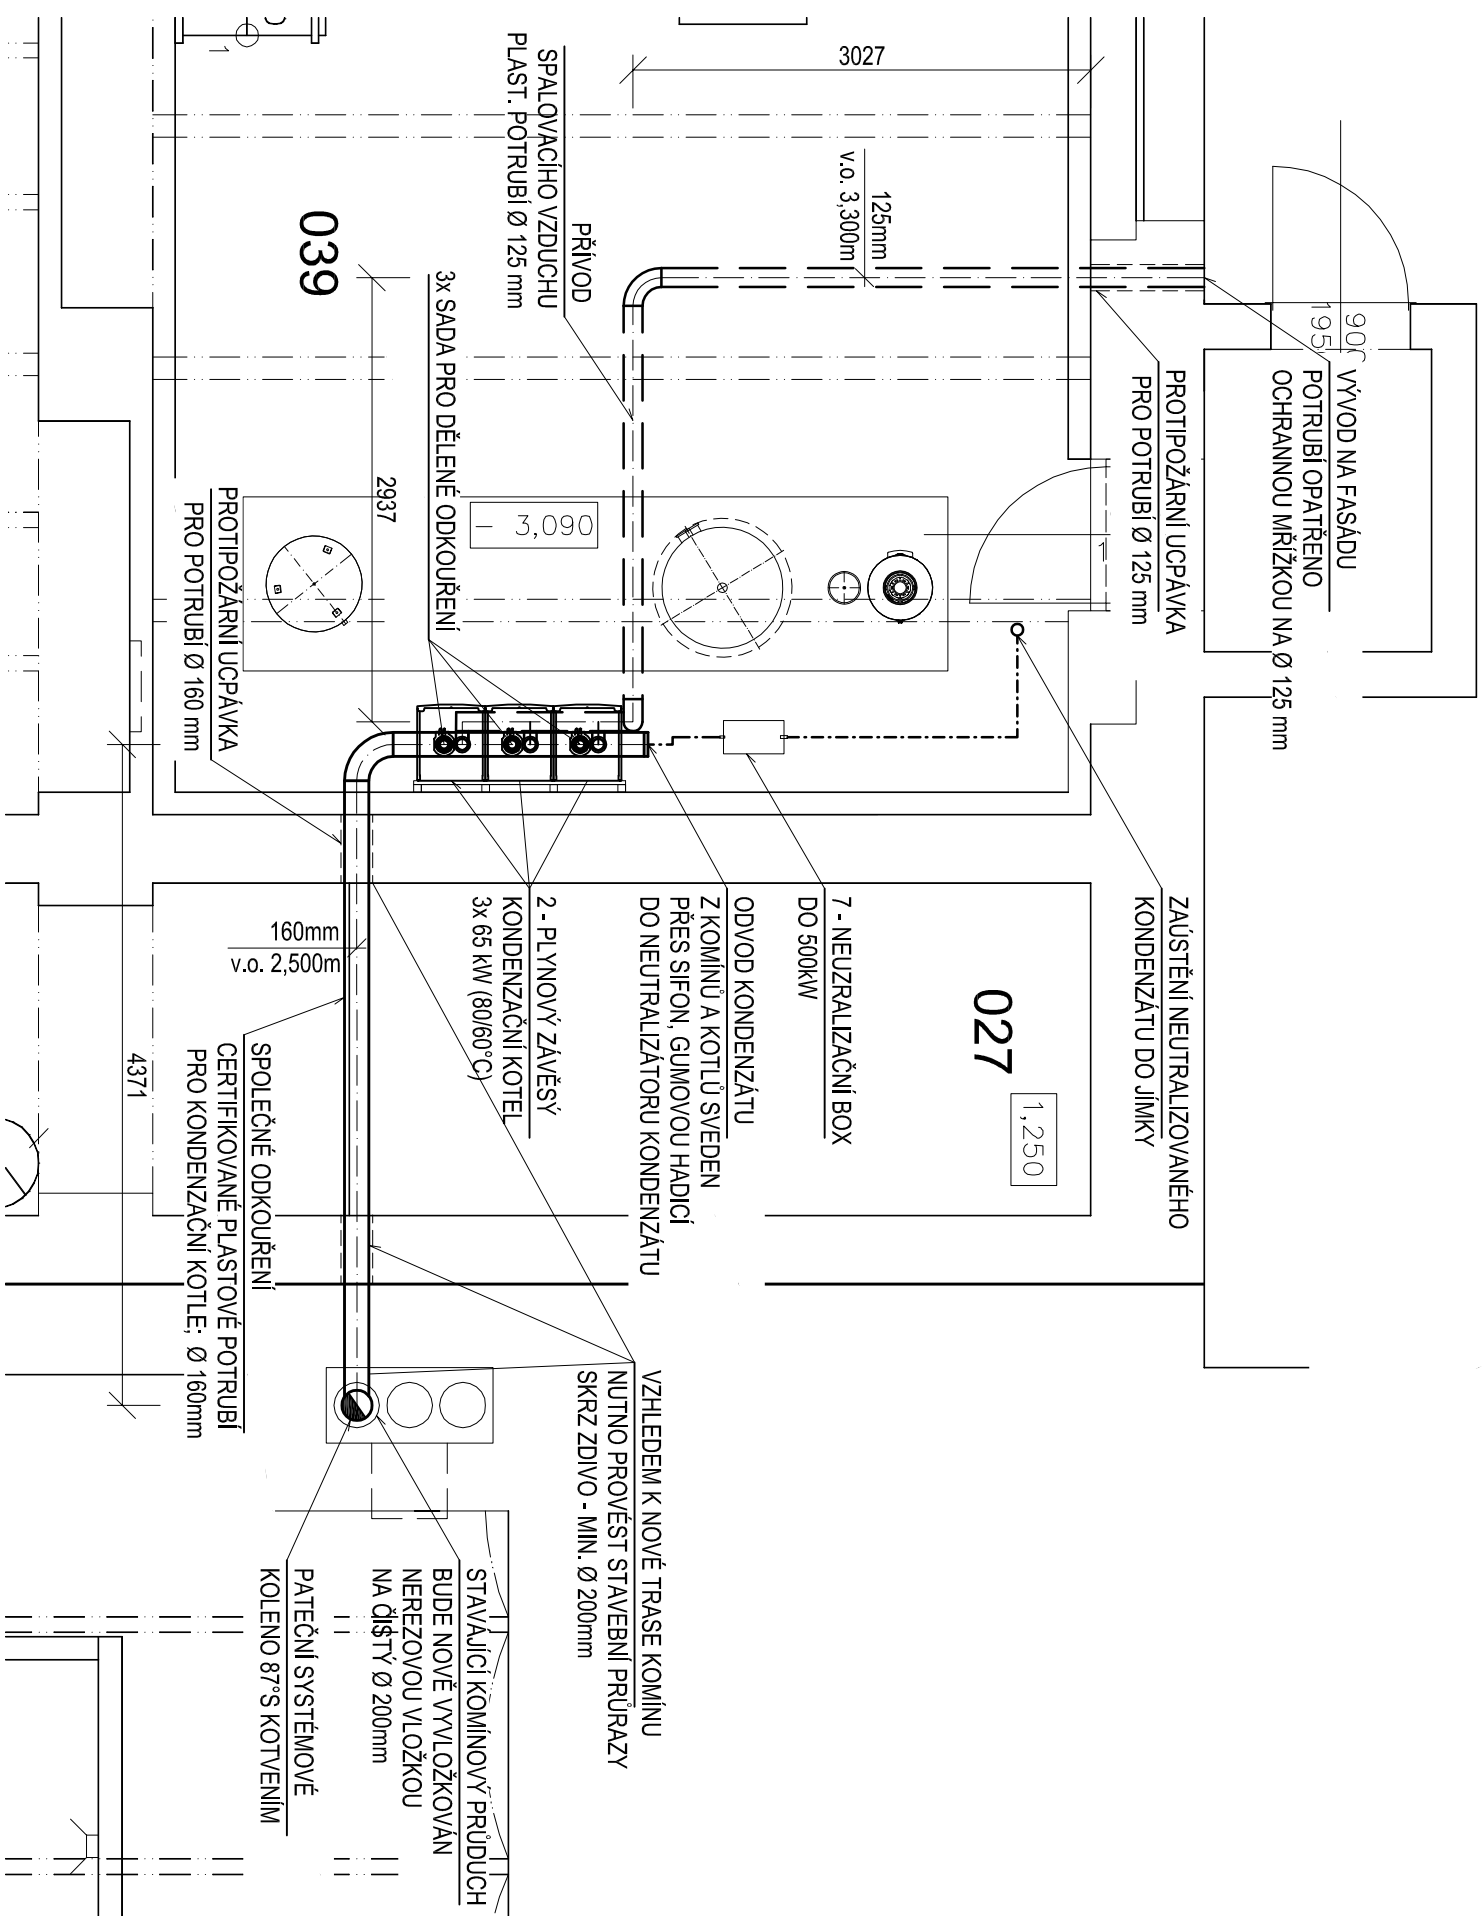 3027
SPALOVACÍHO VZDUCHU
PLAST. POTRUBÍ Ø 125 mm
PŘÍVOD
125mm
v.o. 3,300m
039
3x SADA PRO DĚLENÉ ODKOUŘENÍ
2937
- 3,090
1
1
900
VÝVOD NA FASÁDU
POTRUBÍ OPATŘENO
OCHRANNOU MŘÍŽKOU NA Ø 125 mm
PROTIPOŽÁRNÍ UCPÁVKA
PRO POTRUBÍ Ø 125 mm
PROTIPOŽÁRNÍ UCPÁVKA
PRO POTRUBÍ Ø 160 mm
ZAÚSTĚNÍ NEUTRALIZOVANÉHO
KONDENZÁTU DO JÍMKY
027
1,250
7 - NEUZRALIZAČNÍ BOX
DO 500kW
ODVOD KONDENZÁTU
Z KOMÍNŮ A KOTLŮ SVEDEN
PŘES SIFON, GUMOVOU HADICÍ
DO NEUTRALIZÁTORU KONDENZÁTU
2 - PLYNOVÝ ZÁVĚSÝ
KONDENZAČNÍ KOTEL
3x 65 kW (80/60°C)
160mm
v.o. 2,500m
4371
SPOLEČNÉ ODKOUŘENÍ
CERTIFIKOVANÉ PLASTOVÉ POTRUBÍ
PRO KONDENZAČNÍ KOTLE; Ø 160mm
VZHLEDEM K NOVÉ TRASE KOMÍNU
NUTNO PROVÉST STAVEBNÍ PRŮRAZY
SKRZ ZDIVO - MIN. Ø 200mm
STAVÁJÍCÍ KOMÍNOVÝ PRŮDUCH
BUDE NOVĚ VYVLOŽKOVÁN
NEREZOVOU VLOŽKOU
NA ČISTÝ Ø 200mm
PATEČNÍ SYSTÉMOVÉ
KOLENO 87°S KOTVENÍM